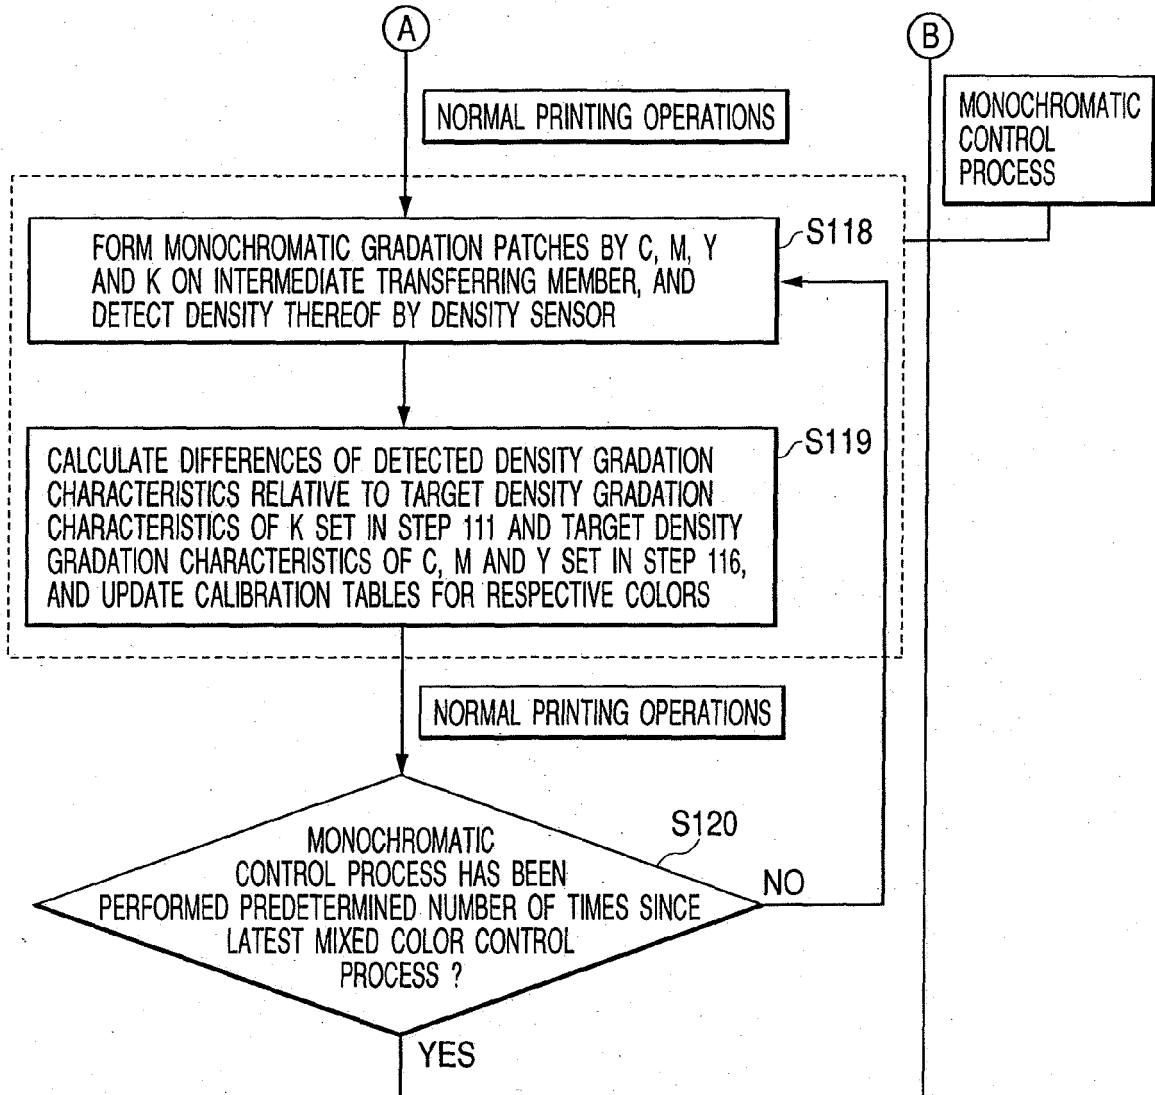 A
B
NORMAL PRINTING OPERATIONS
MONOCHROMATIC
CONTROL
PROCESS
S118
FORM MONOCHROMATIC GRADATION PATCHES BY C, M, Y
AND K ON INTERMEDIATE TRANSFERRING MEMBER, AND
DETECT DENSITY THEREOF BY DENSITY SENSOR
S119
CALCULATE DIFFERENCES OF DETECTED DENSITY GRADATION
CHARACTERISTICS RELATIVE TO TARGET DENSITY GRADATION
CHARACTERISTICS OF K SET IN STEP 111 AND TARGET DENSITY
GRADATION CHARACTERISTICS OF C, M AND Y SET IN STEP 116,
AND UPDATE CALIBRATION TABLES FOR RESPECTIVE COLORS
NORMAL PRINTING OPERATIONS
S120
MONOCHROMATIC
CONTROL PROCESS HAS BEEN
PERFORMED PREDETERMINED NUMBER OF TIMES SINCE
LATEST MIXED COLOR CONTROL
PROCESS ?
NO
YES